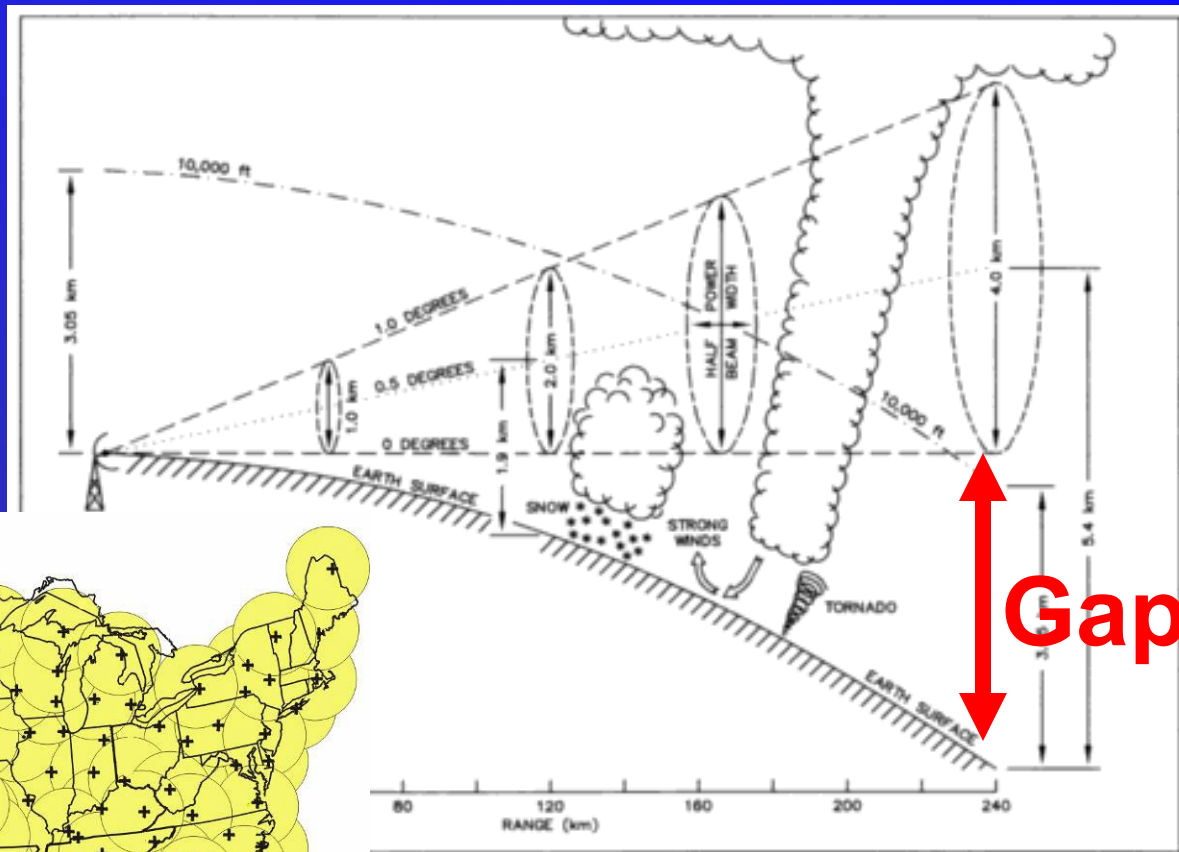 10,000 ft
3.05 km
1.0 DEGREES
0.5 DEGREES
0 DEGREES
1.0 km
2.0 km
1.9 km
HALF POWER
BEAM WIDTH
4.0 km
10,000 ft
5.4 km
EARTH SURFACE
SNOW
STRONG
WINDS
TORNADO
Gap
EARTH SURFACE
80
120
160
200
240
RANGE (km)